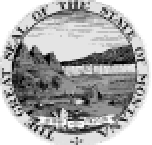 THE GREAT SEAL OF THE STATE OF MONTANA